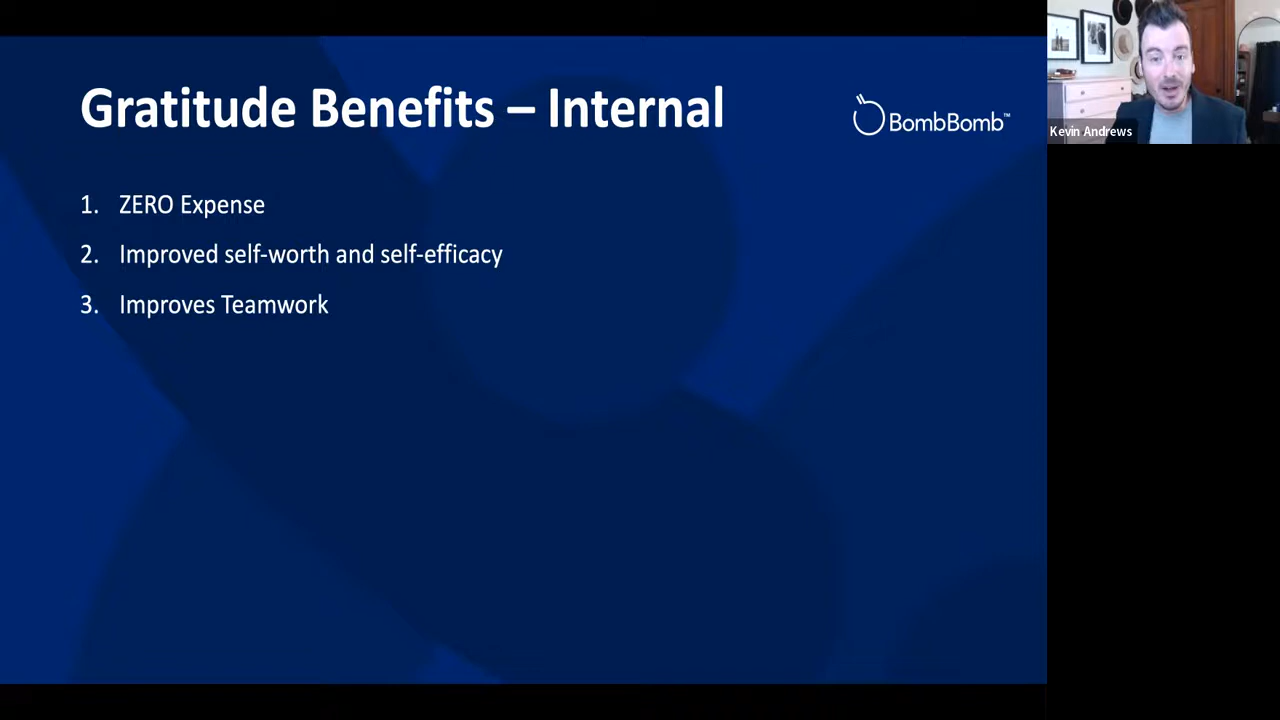 Gratitude Benefits – Internal
BombBomb™
1. ZERO Expense
2. Improved self-worth and self-efficacy
3. Improves Teamwork
Kevin Andrews